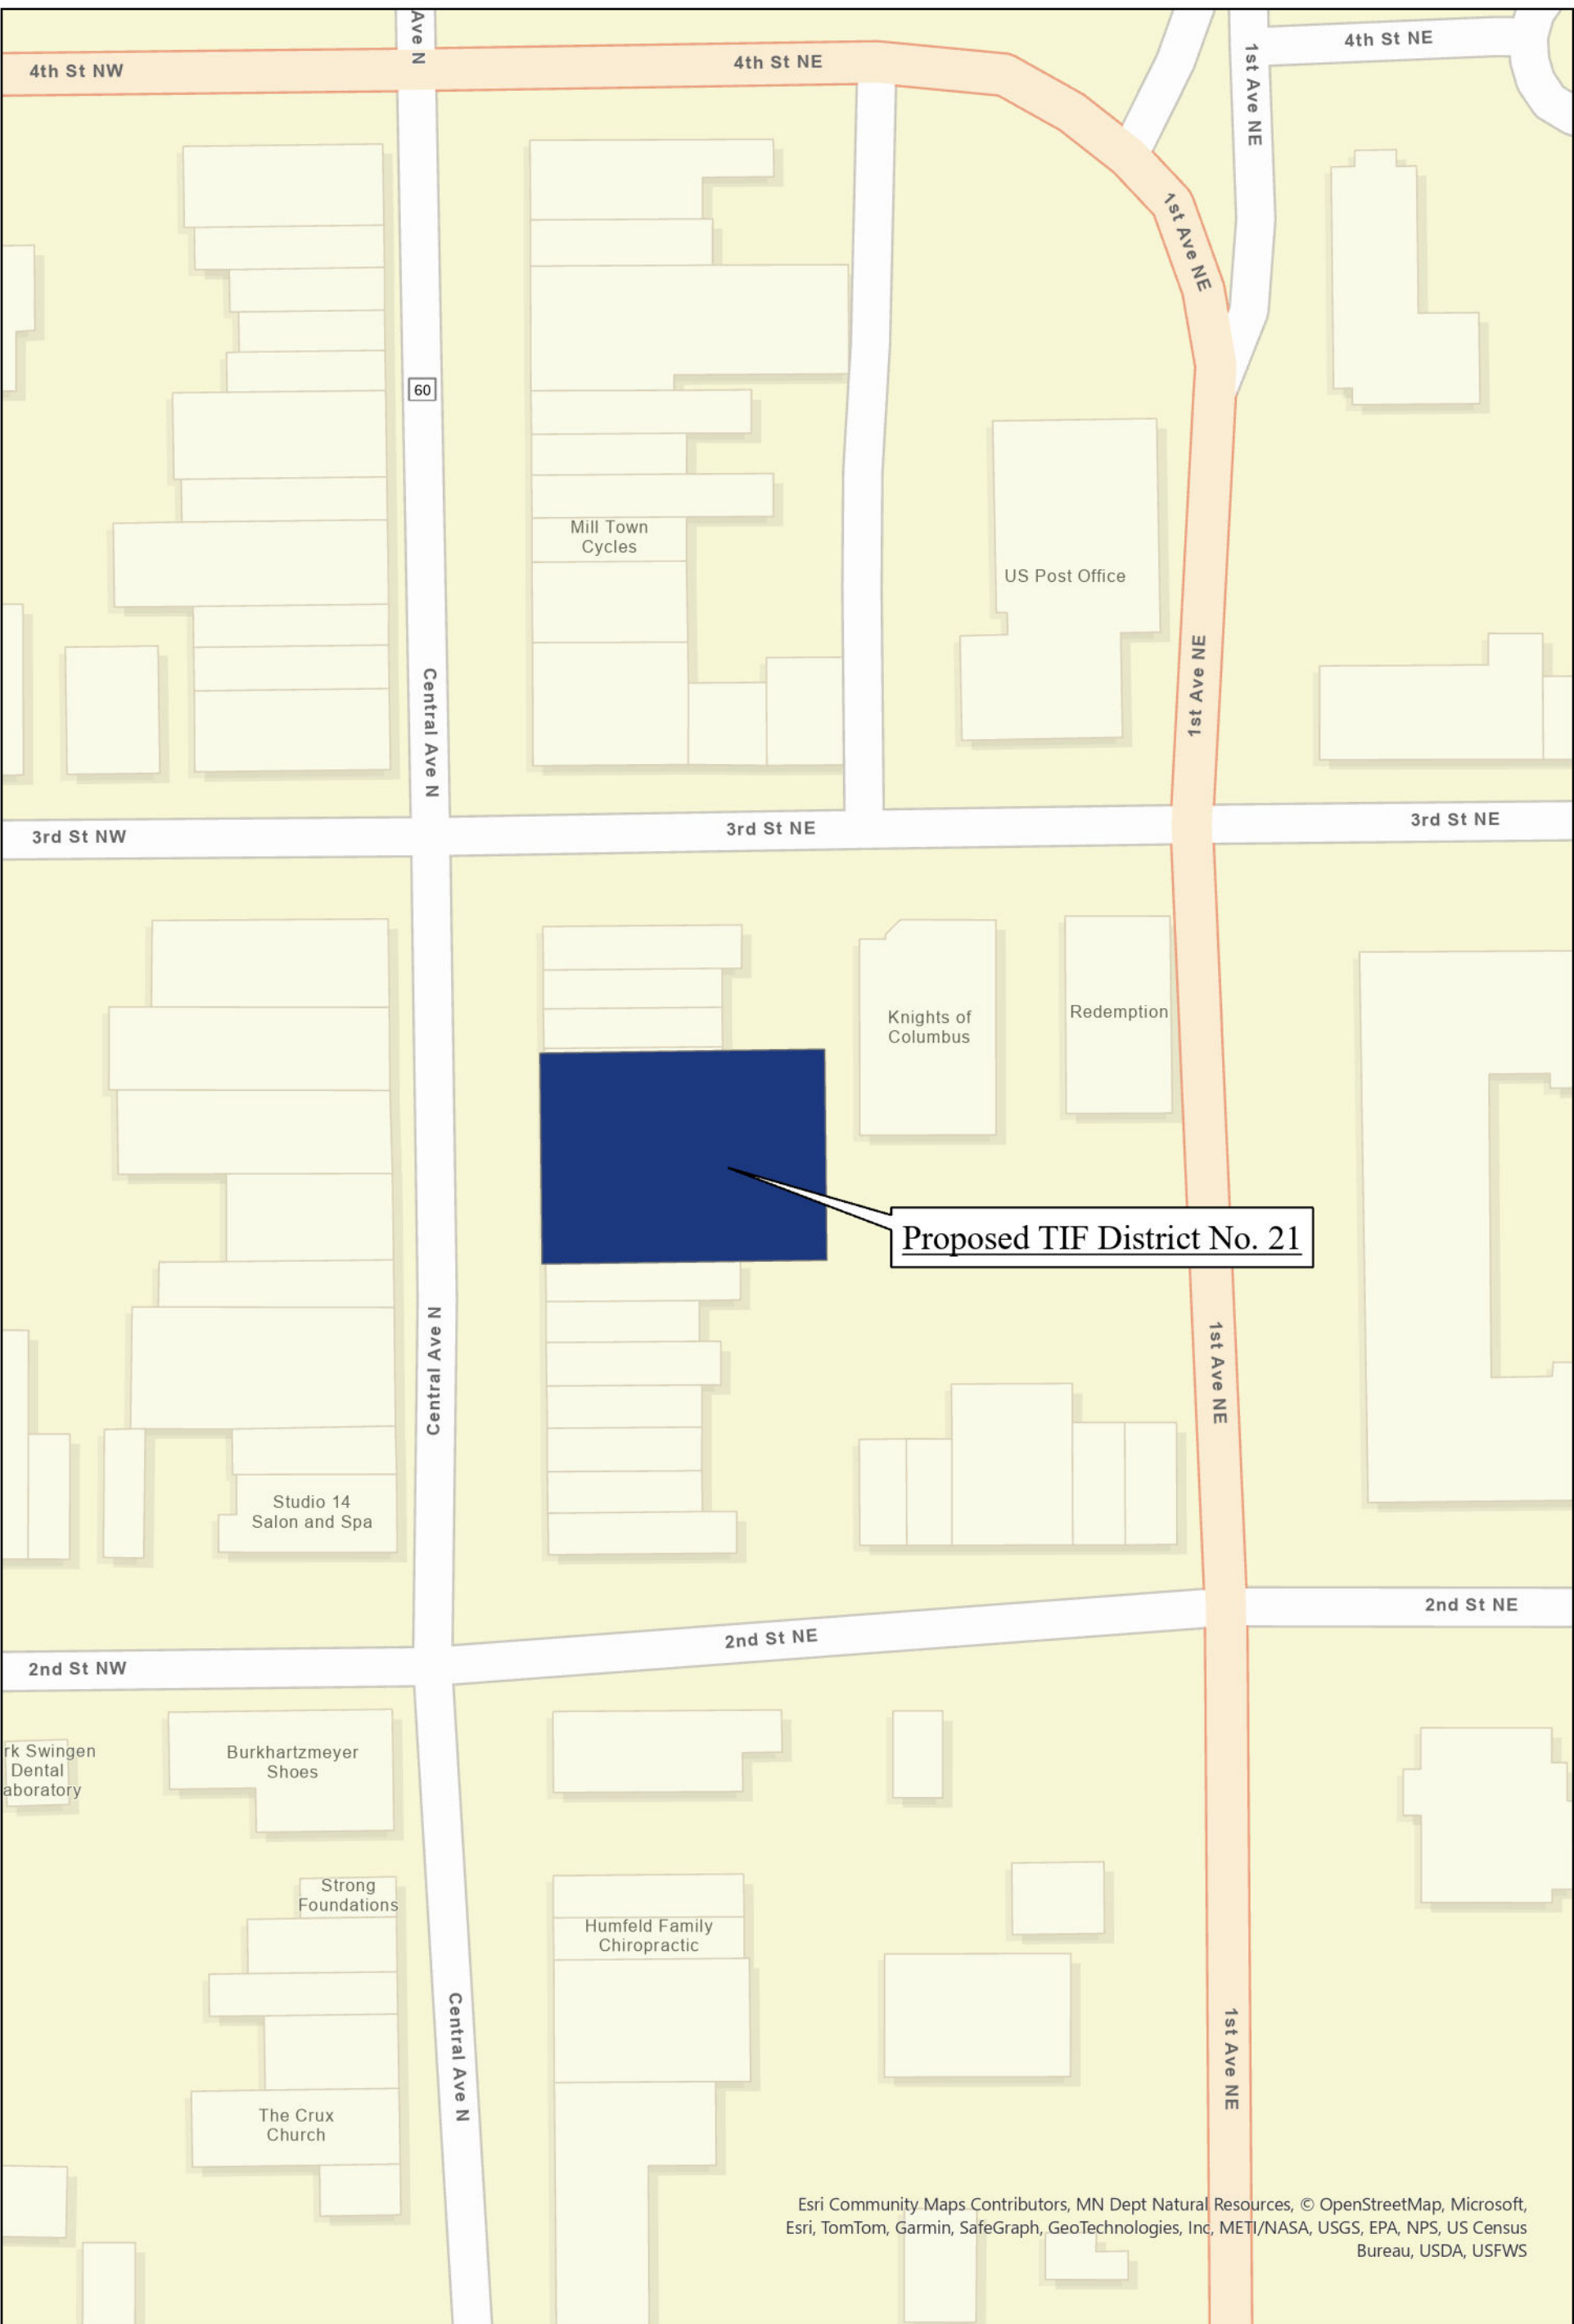 Ave N
4th St NW
4th St NE
1st Ave NE
4th St NE
1st Ave NE
60
Mill Town
Cycles
US Post Office
Central Ave N
1st Ave NE
3rd St NW
3rd St NE
3rd St NE
Knights of
Columbus
Redemption
Proposed TIF District No. 21
Central Ave N
1st Ave NE
Studio 14
Salon and Spa
2nd St NW
2nd St NE
2nd St NE
rk Swingen
Dental
aboratory
Burkhartzmeyer
Shoes
Strong
Foundations
Humfeld Family
Chiropractic
Central Ave N
1st Ave NE
The Crux
Church
Esri Community Maps Contributors, MN Dept Natural Resources, © OpenStreetMap, Microsoft,
Esri, TomTom, Garmin, SafeGraph, GeoTechnologies, Inc, METI/NASA, USGS, EPA, NPS, US Census
Bureau, USDA, USFWS